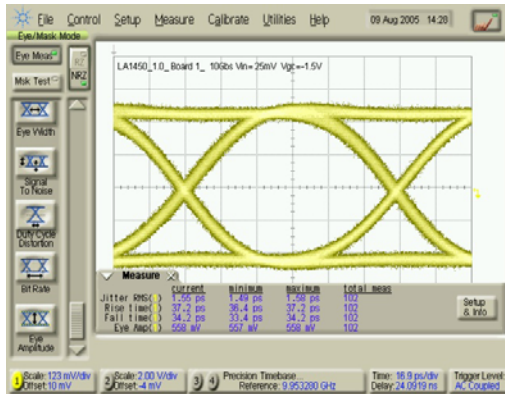 File Control Setup Measure Calibrate Utilities Help 09 Aug 2005 14:28
Eye/Mask Mode
Eye Meas
RZ
NRZ
Msk Test
LA1450_1.0_ Board 1_ 10Gbs Vin=25mV Vgc=-1.5V
Eye Width
Signal
To Noise
Duty Cycle
Distortion
Bit Rate
Eye
Amplitude
Measure
current minimum maximum total meas
Jitter RMS( ) 1.55 ps 1.49 ps 1.58 ps 102
Rise time( ) 37.2 ps 36.4 ps 37.2 ps 102
Fall time( ) 34.2 ps 33.4 ps 34.2 ps 102
Eye Amp( ) 558 mV 557 mV 558 mV 102
Setup
& Info
1 Scale:123 mV/div
Offset:10 mV
2 Scale:2.00 V/div
Offset:-4 mV
3 4
Precision Timebase...
Reference: 9.953280 GHz
Time: 16.9 ps/div
Delay:24.0919 ns
Trigger Level:
AC Coupled